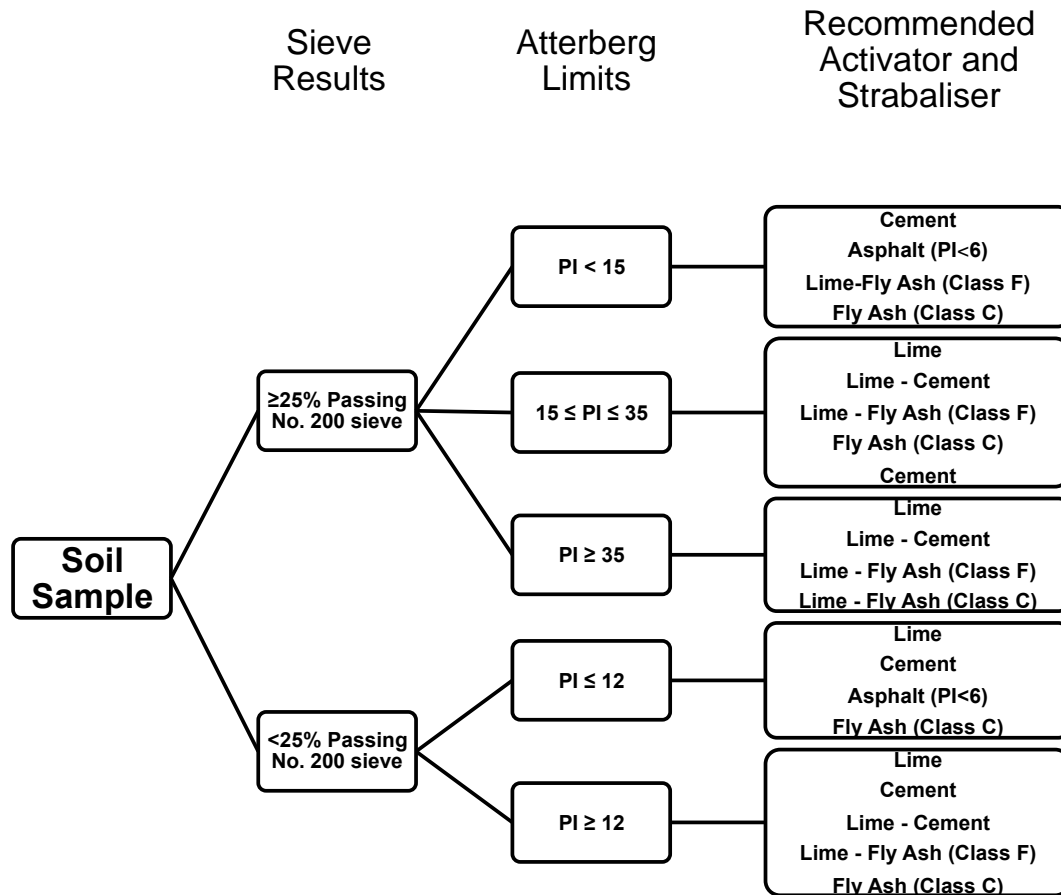 Sieve
Results
Atterberg
Limits
Recommended
Activator and
Strabaliser
Soil
Sample
≥25% Passing
No. 200 sieve
PI < 15
Cement
Asphalt (PI<6)
Lime-Fly Ash (Class F)
Fly Ash (Class C)
15 ≤ PI ≤ 35
Lime
Lime - Cement
Lime - Fly Ash (Class F)
Fly Ash (Class C)
Cement
PI ≥ 35
Lime
Lime - Cement
Lime - Fly Ash (Class F)
Lime - Fly Ash (Class C)
<25% Passing
No. 200 sieve
PI ≤ 12
Lime
Cement
Asphalt (PI<6)
Fly Ash (Class C)
PI ≥ 12
Lime
Cement
Lime - Cement
Lime - Fly Ash (Class F)
Fly Ash (Class C)